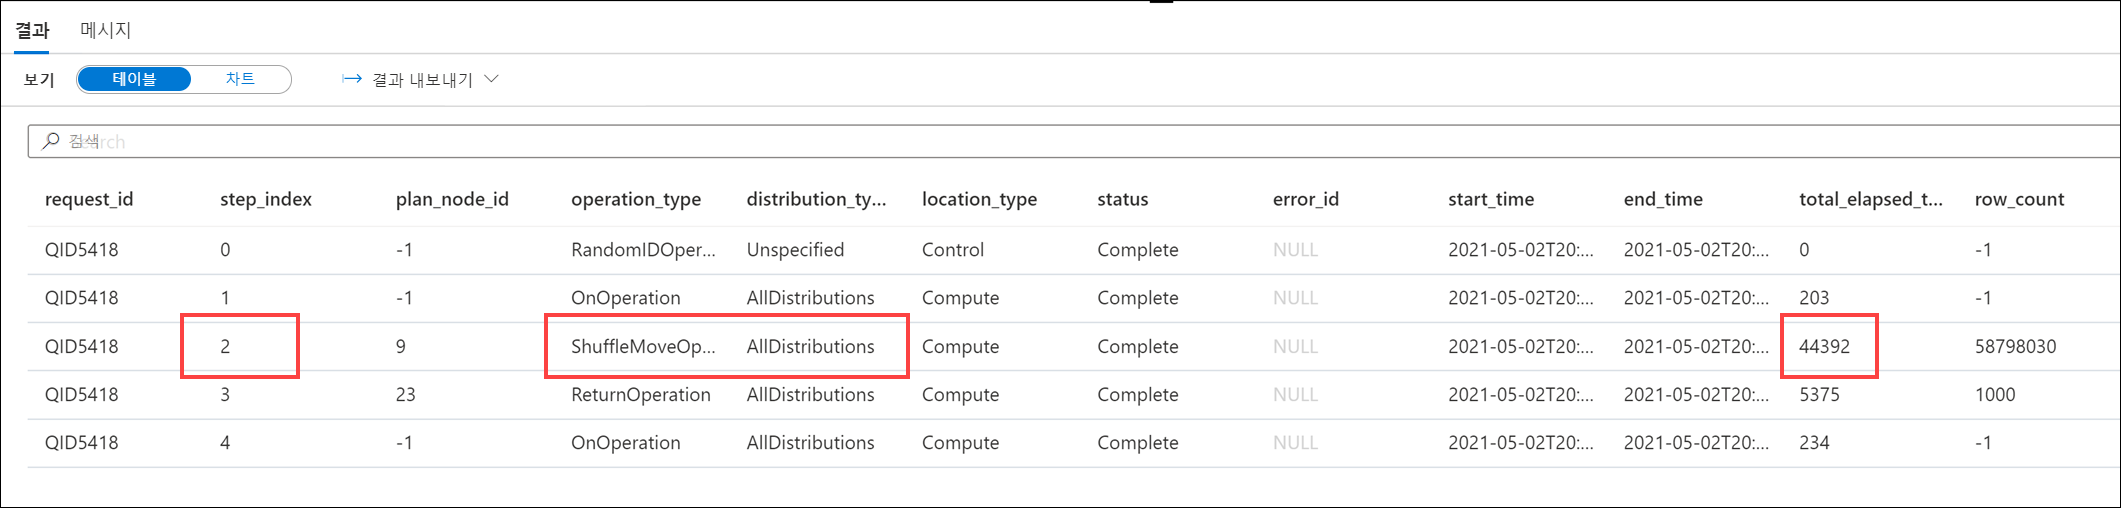 결과 메시지
보기 테이블 차트 결과 내보내기
검색
request_id step_index plan_node_id operation_type distribution_ty... location_type status error_id start_time end_time total_elapsed_t... row_count
QID5418 0 -1 RandomIDOper... Unspecified Control Complete NULL 2021-05-02T20:... 2021-05-02T20:... 0 -1
QID5418 1 -1 OnOperation AllDistributions Compute Complete NULL 2021-05-02T20:... 2021-05-02T20:... 203 -1
QID5418 2 9 ShuffleMoveOp... AllDistributions Compute Complete NULL 2021-05-02T20:... 2021-05-02T20:... 44392 58798030
QID5418 3 23 ReturnOperation AllDistributions Compute Complete NULL 2021-05-02T20:... 2021-05-02T20:... 5375 1000
QID5418 4 -1 OnOperation AllDistributions Compute Complete NULL 2021-05-02T20:... 2021-05-02T20:... 234 -1